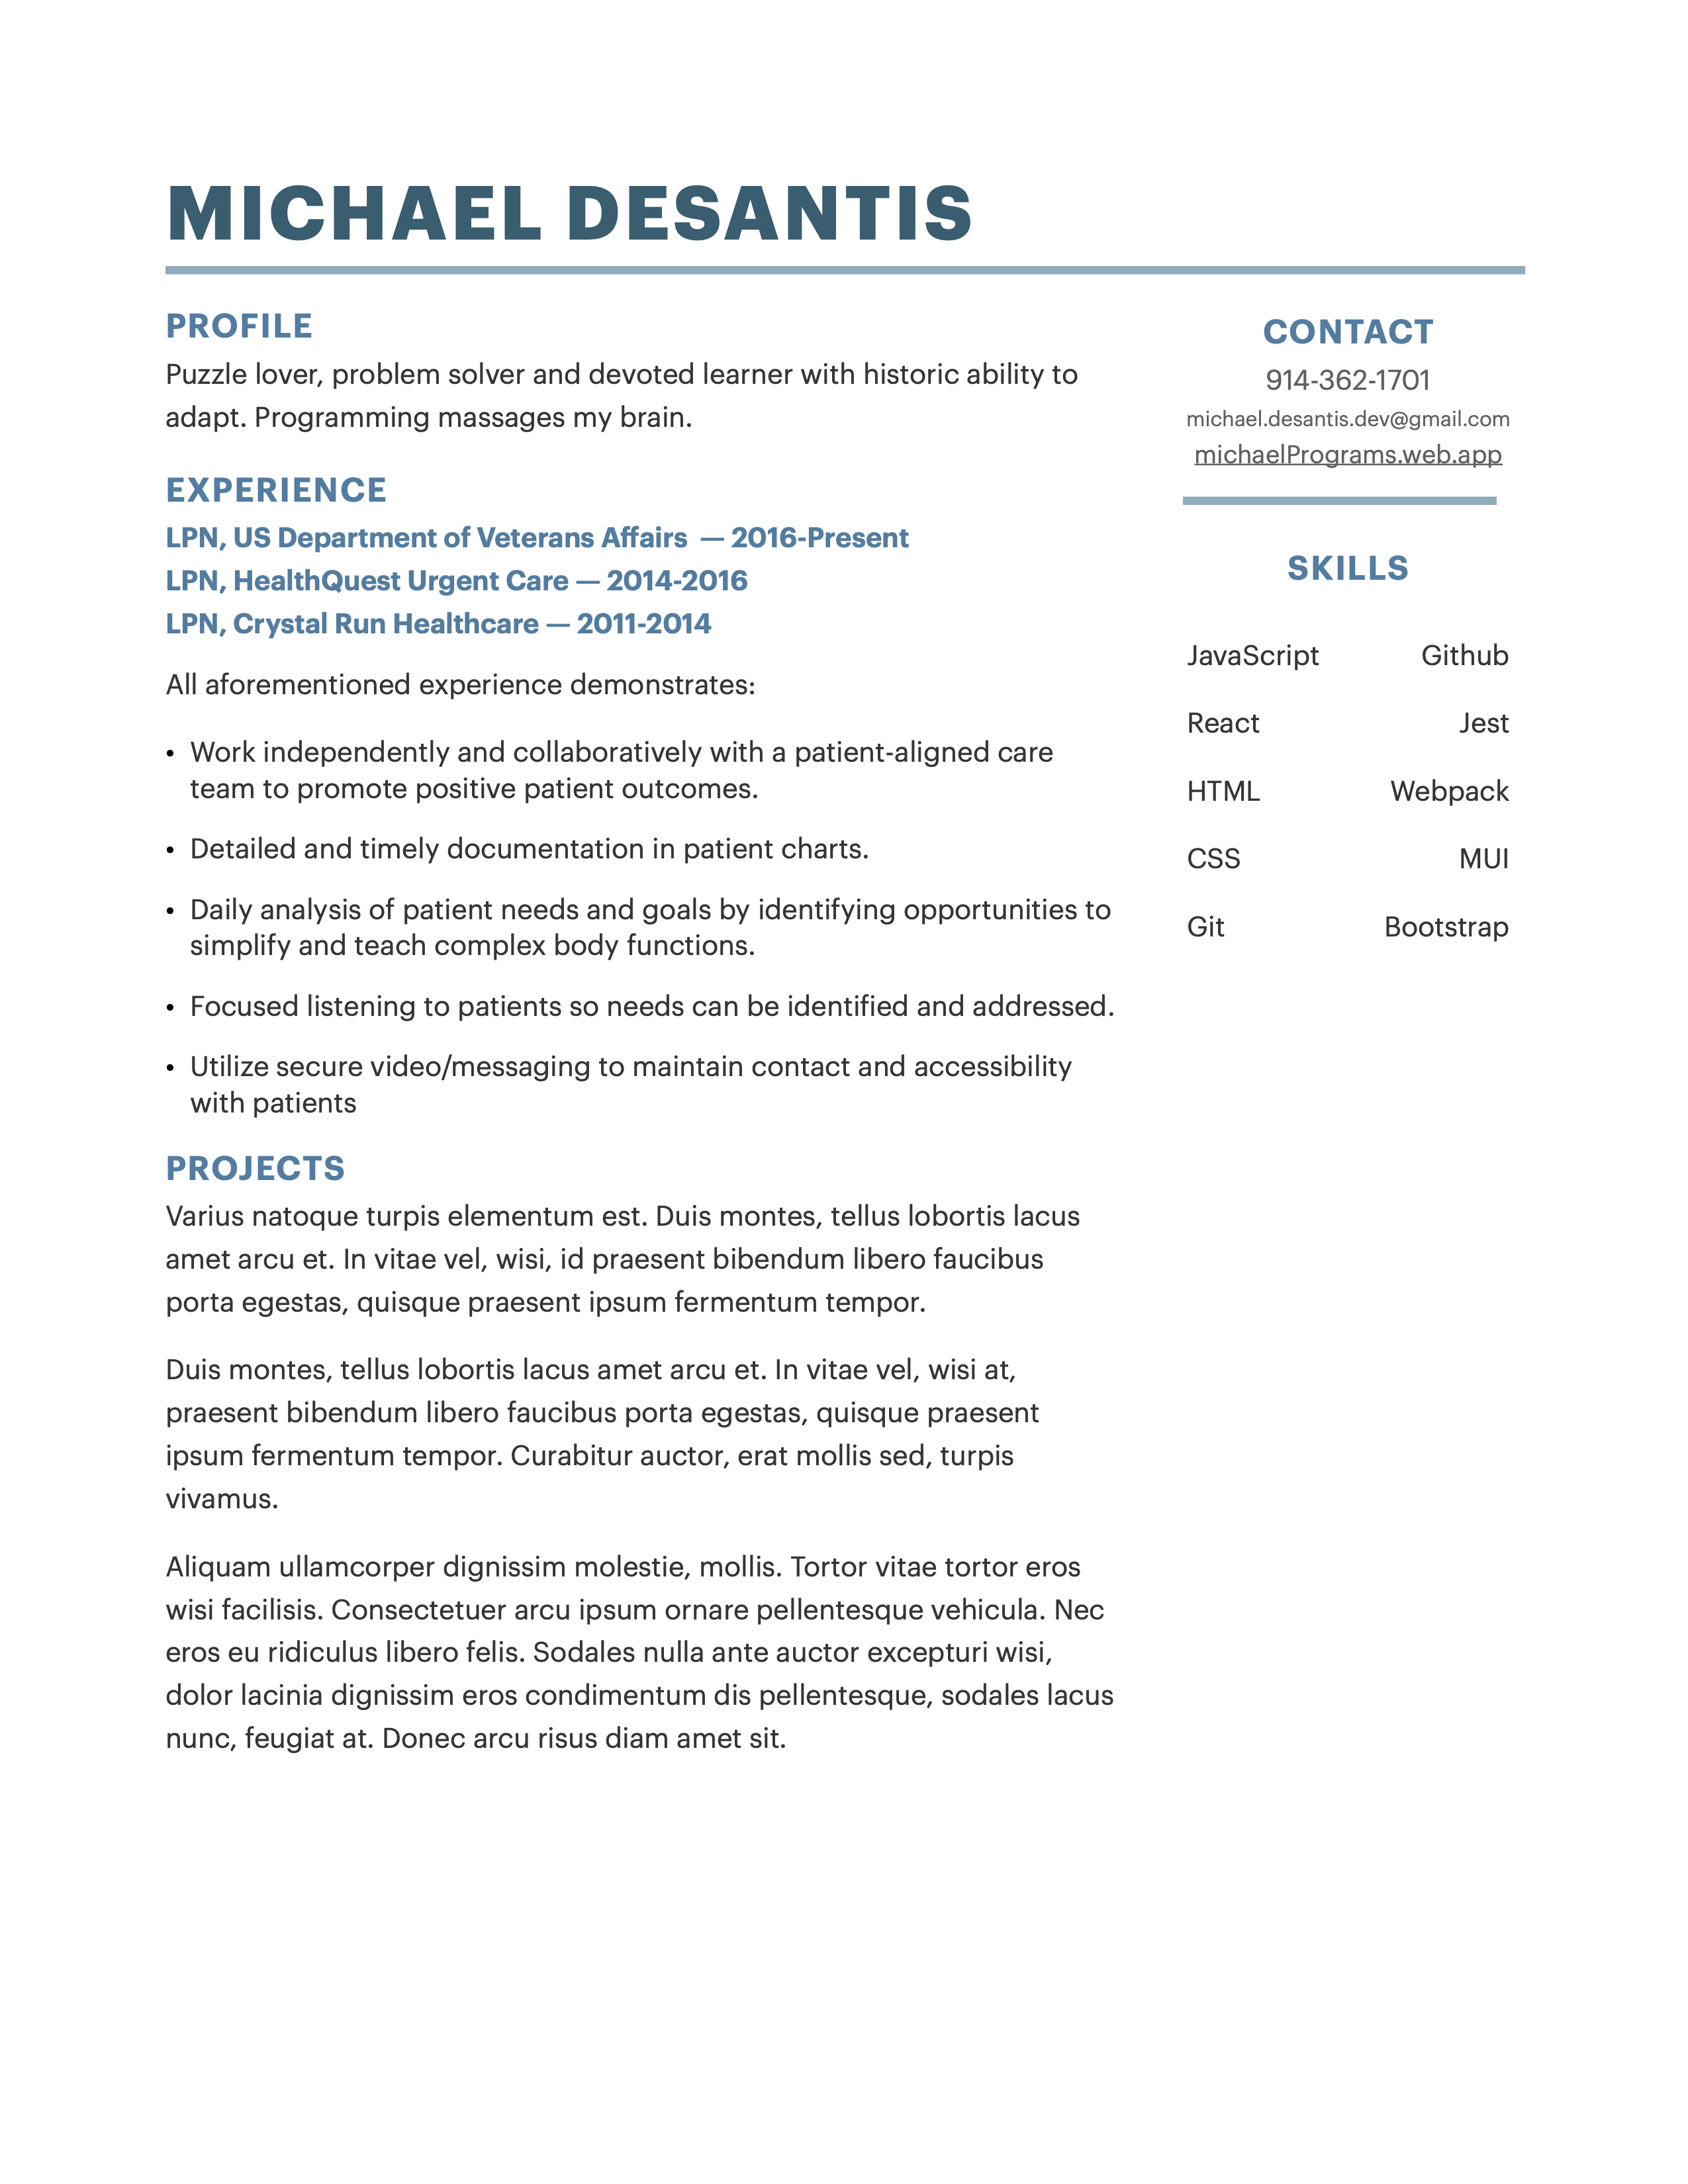 MICHAEL DESANTIS
PROFILE
Puzzle lover, problem solver and devoted learner with historic ability to
adapt. Programming massages my brain.
EXPERIENCE
LPN, US Department of Veterans Affairs — 2016-Present
LPN, HealthQuest Urgent Care — 2014-2016
LPN, Crystal Run Healthcare — 2011-2014
All aforementioned experience demonstrates:
• Work independently and collaboratively with a patient-aligned care
team to promote positive patient outcomes.
• Detailed and timely documentation in patient charts.
• Daily analysis of patient needs and goals by identifying opportunities to
simplify and teach complex body functions.
• Focused listening to patients so needs can be identified and addressed.
• Utilize secure video/messaging to maintain contact and accessibility
with patients
PROJECTS
Varius natoque turpis elementum est. Duis montes, tellus lobortis lacus
amet arcu et. In vitae vel, wisi, id praesent bibendum libero faucibus
porta egestas, quisque praesent ipsum fermentum tempor.
Duis montes, tellus lobortis lacus amet arcu et. In vitae vel, wisi at,
praesent bibendum libero faucibus porta egestas, quisque praesent
ipsum fermentum tempor. Curabitur auctor, erat mollis sed, turpis
vivamus.
Aliquam ullamcorper dignissim molestie, mollis. Tortor vitae tortor eros
wisi facilisis. Consectetuer arcu ipsum ornare pellentesque vehicula. Nec
eros eu ridiculus libero felis. Sodales nulla ante auctor excepturi wisi,
dolor lacinia dignissim eros condimentum dis pellentesque, sodales lacus
nunc, feugiat at. Donec arcu risus diam amet sit.
CONTACT
914-362-1701
michael.desantis.dev@gmail.com
michaelPrograms.web.app
SKILLS
JavaScript Github
React Jest
HTML Webpack
CSS MUI
Git Bootstrap